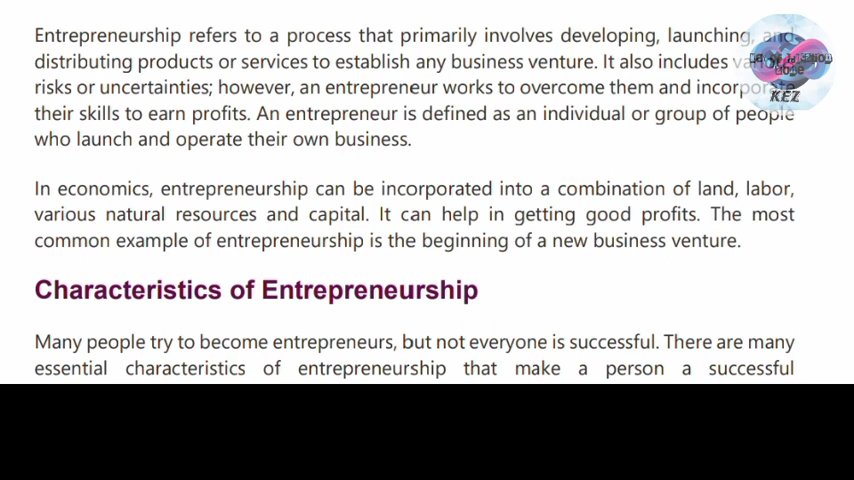 Entrepreneurship refers to a process that primarily involves developing, launching, and
distributing products or services to establish any business venture. It also includes various
risks or uncertainties; however, an entrepreneur works to overcome them and incorporate
their skills to earn profits. An entrepreneur is defined as an individual or group of people
who launch and operate their own business.
In economics, entrepreneurship can be incorporated into a combination of land, labor,
various natural resources and capital. It can help in getting good profits. The most
common example of entrepreneurship is the beginning of a new business venture.
Characteristics of Entrepreneurship
Many people try to become entrepreneurs, but not everyone is successful. There are many
essential characteristics of entrepreneurship that make a person a successful
KEZ